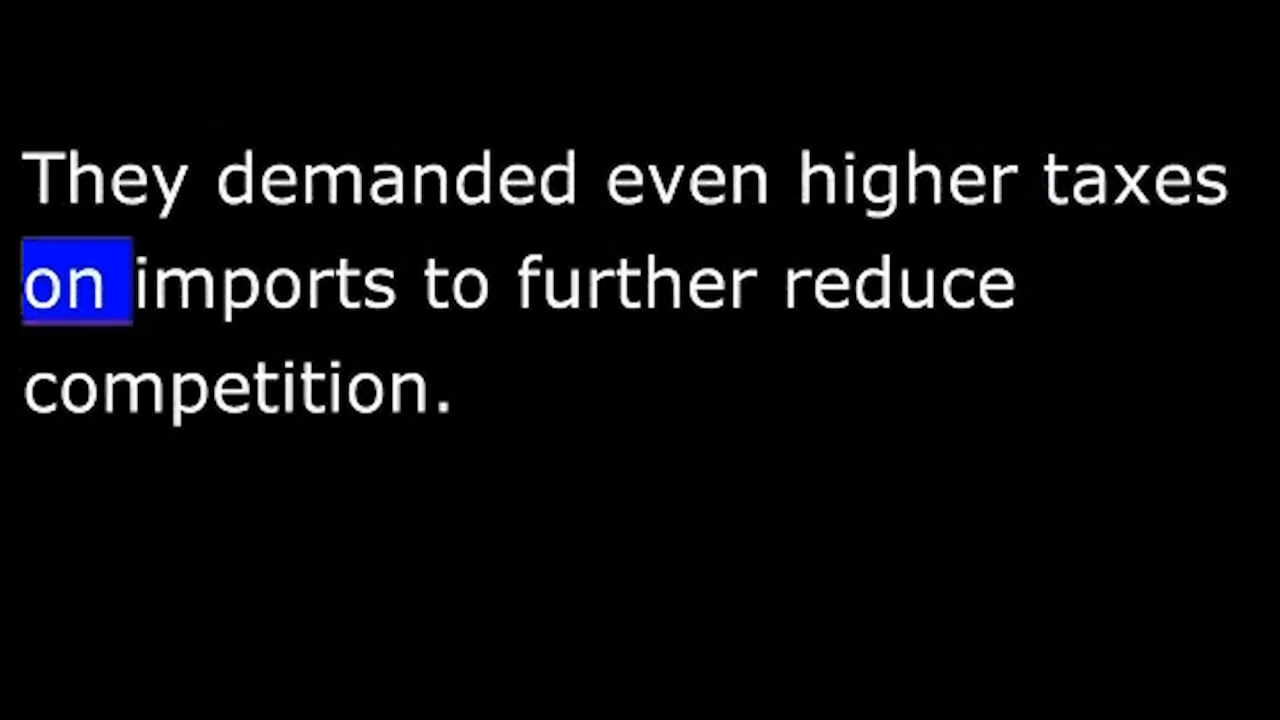 They demanded even higher taxes
on imports to further reduce
competition.